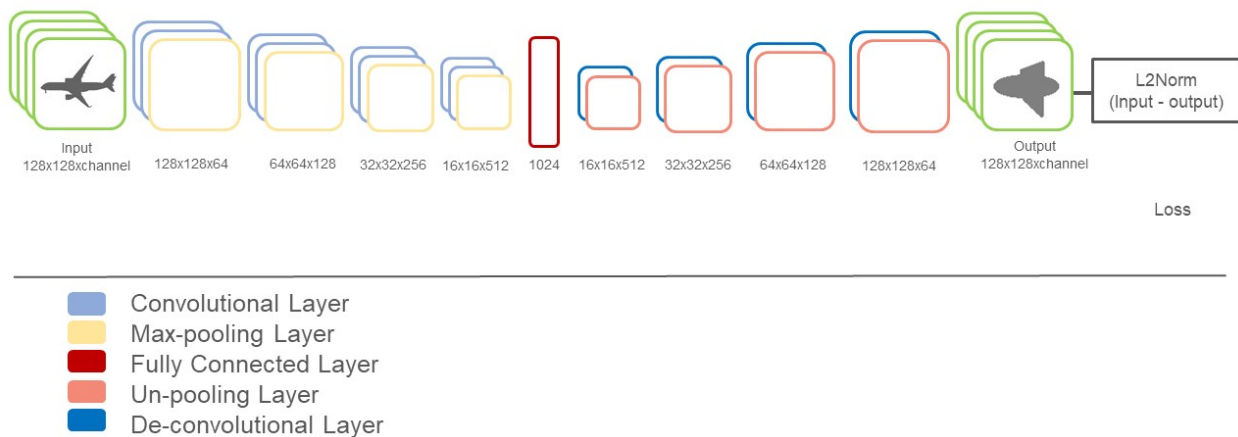 Input
128x128xchannel
128x128x64
64x64x128
32x32x256
16x16x512
1024
16x16x512
32x32x256
64x64x128
128x128x64
Output
128x128xchannel
L2Norm
(Input - output)
Loss
Convolutional Layer
Max-pooling Layer
Fully Connected Layer
Un-pooling Layer
De-convolutional Layer